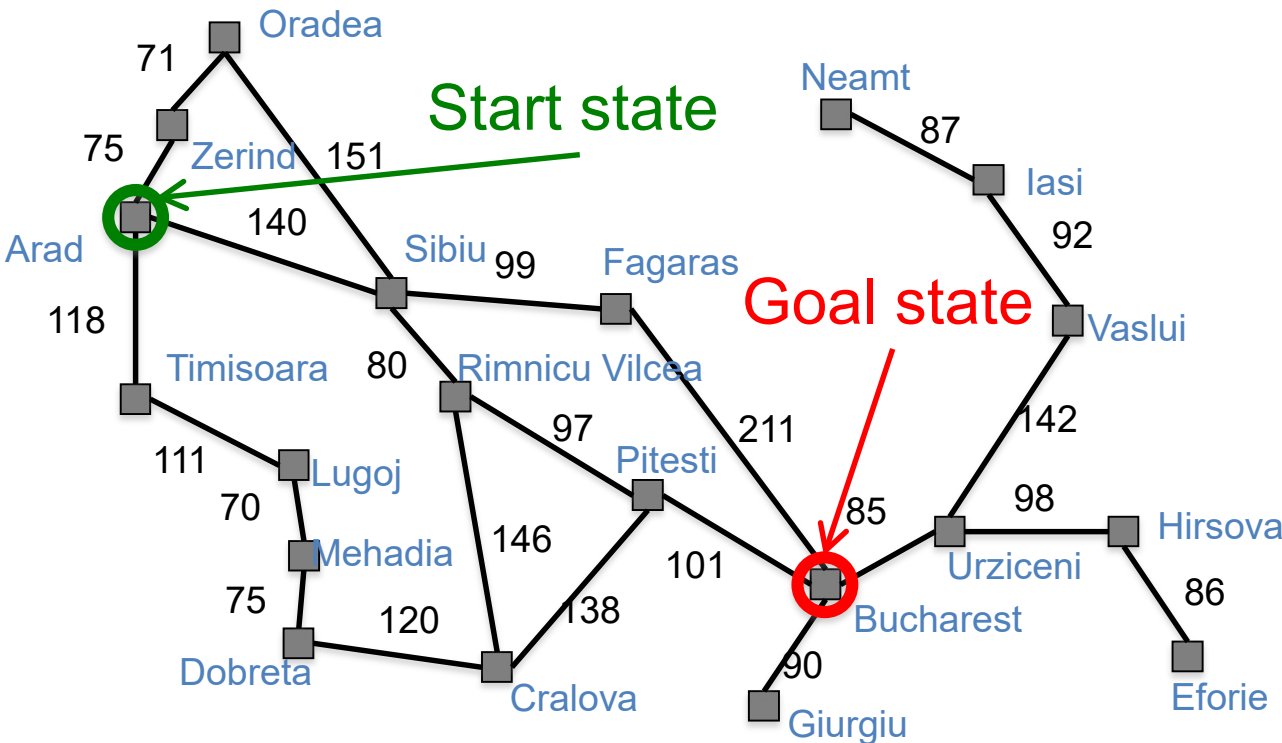 Oradea
71
Neamt
Start state
87
75
Zerind
151
Iasi
140
92
Arad
Sibiu
99
Fagaras
Goal state
118
Vaslui
80
Timisoara
Rimnicu Vilcea
97
211
142
111
Lugoj
Pitesti
70
85
98
Hirsova
146
Mehadia
101
Urziceni
75
120
138
86
Bucharest
Dobreta
90
Cralova
Eforie
Giurgiu